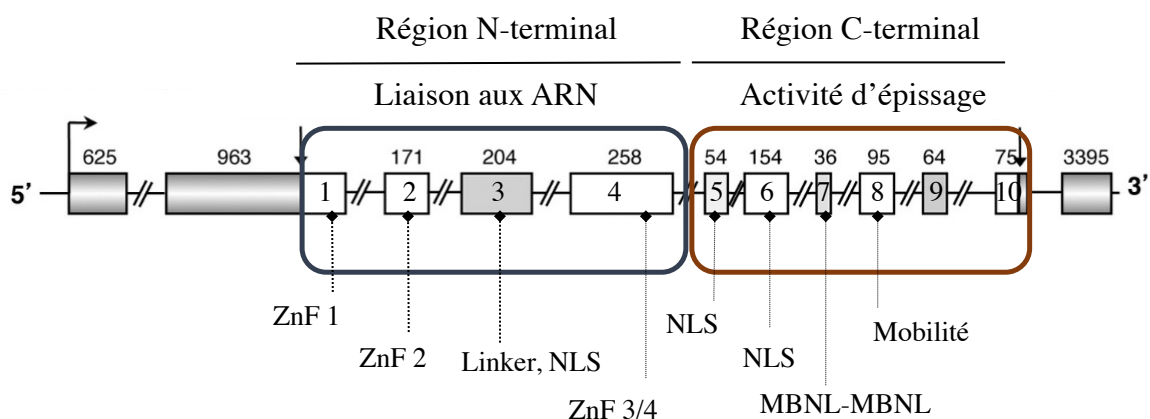 Région N-terminal Région C-terminal
Liaison aux ARN Activité d’épissage
625 963 171 204 258 54 154 36 95 64 75 3395
5’ 1 2 3 4 5 6 7 8 9 10 3’
ZnF 1 NLS Mobilité
ZnF 2 Linker, NLS NLS
ZnF 3/4 MBNL-MBNL